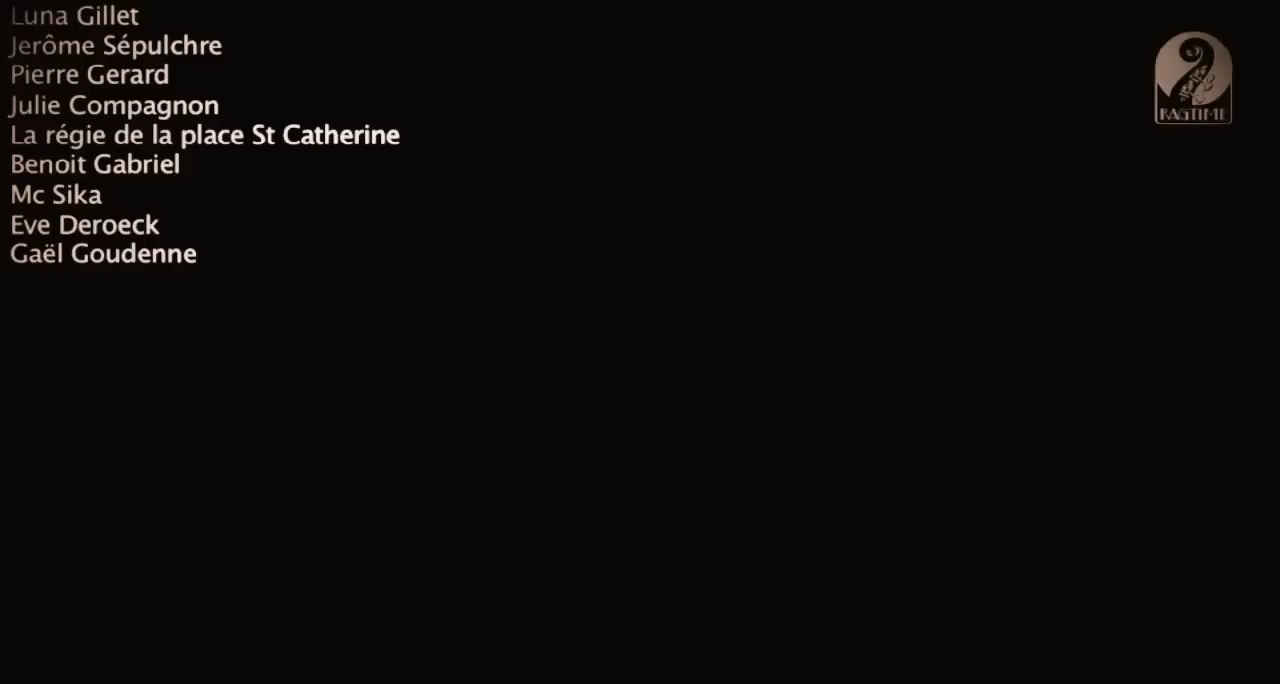 Luna Gillet
Jerôme Sépulchre
Pierre Gerard
Julie Compagnon
La régie de la place St Catherine
Benoit Gabriel
Mc Sika
Eve Deroeck
Gaël Goudenne
RAGTIME